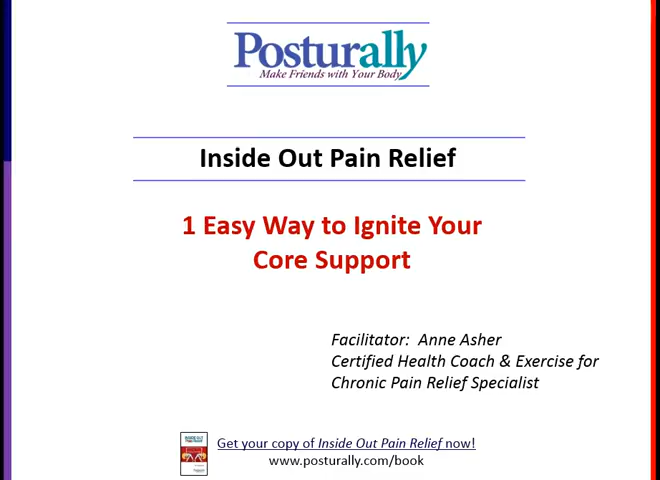 Posturally
Make Friends with Your Body
Inside Out Pain Relief
1 Easy Way to Ignite Your
Core Support
Facilitator: Anne Asher
Certified Health Coach & Exercise for
Chronic Pain Relief Specialist
INSIDE OUT
Get your copy of Inside Out Pain Relief now!
www.posturally.com/book